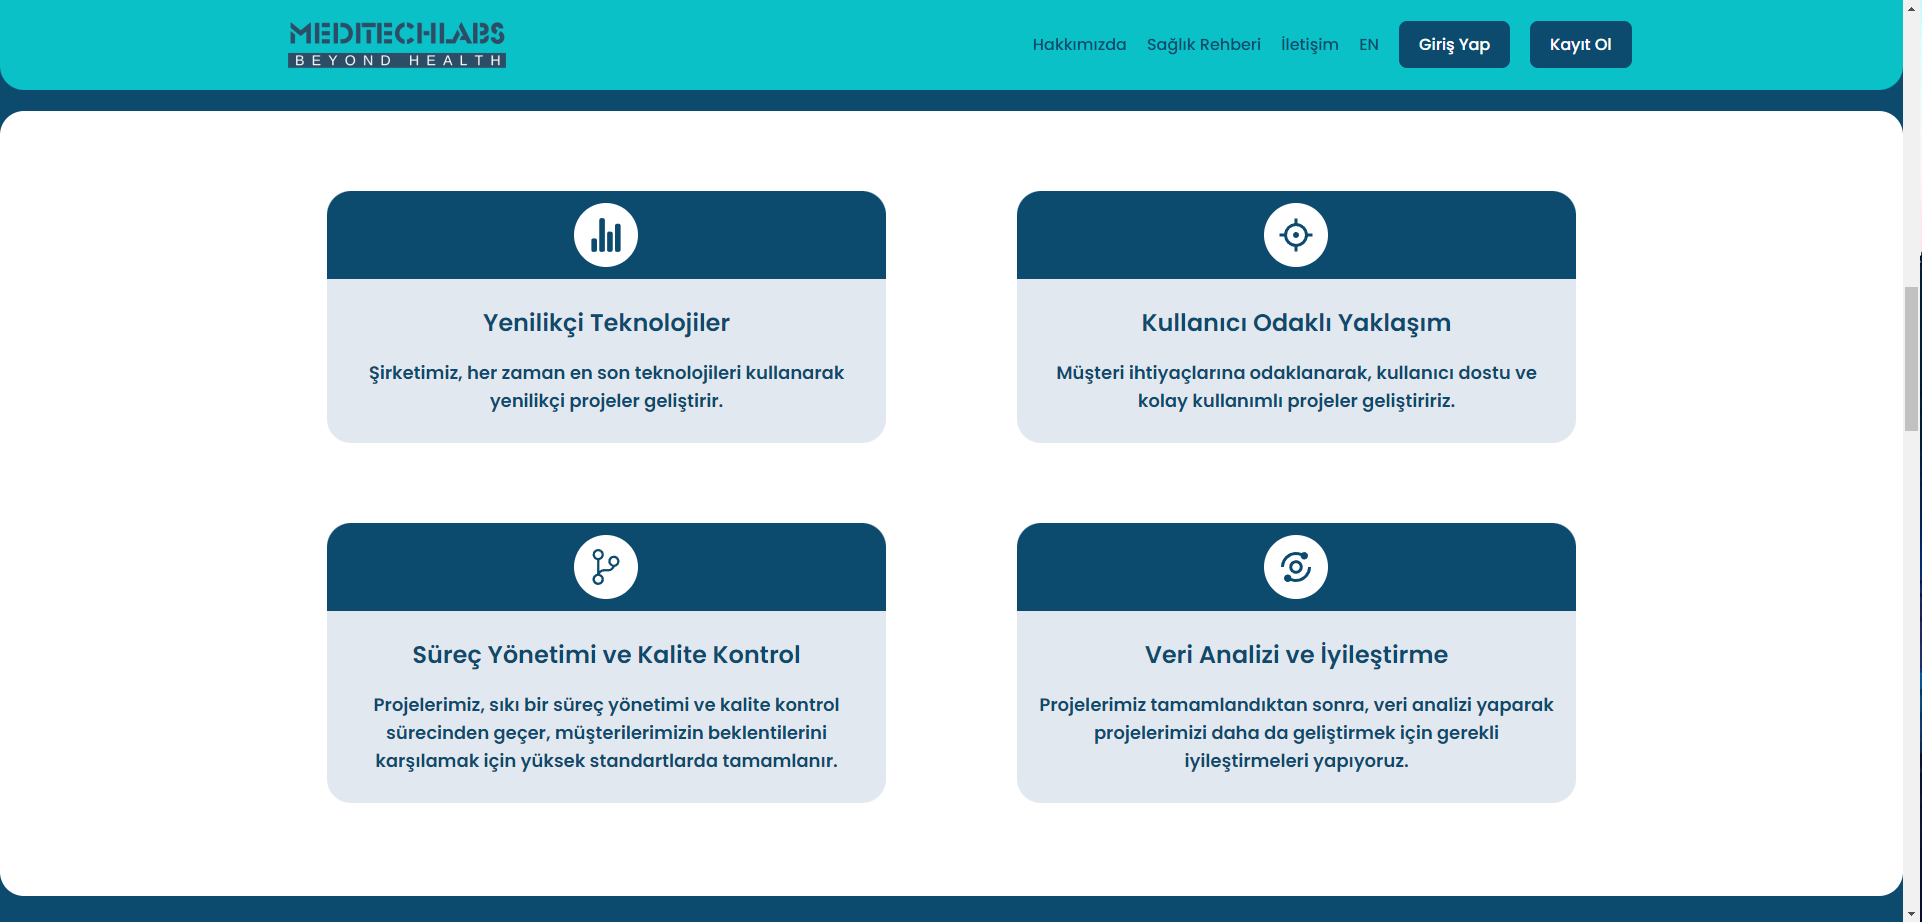 MEDITECHLABS
BEYOND HEALTH
Hakkımızda Sağlık Rehberi İletişim EN Giriş Yap Kayıt Ol
Yenilikçi Teknolojiler
Şirketimiz, her zaman en son teknolojileri kullanarak
yenilikçi projeler geliştirir.
Kullanıcı Odaklı Yaklaşım
Müşteri ihtiyaçlarına odaklanarak, kullanıcı dostu ve
kolay kullanımlı projeler geliştiririz.
Süreç Yönetimi ve Kalite Kontrol
Projelerimiz, sıkı bir süreç yönetimi ve kalite kontrol
sürecinden geçer, müşterilerimizin beklentilerini
karşılamak için yüksek standartlarda tamamlanır.
Veri Analizi ve İyileştirme
Projelerimiz tamamlandıktan sonra, veri analizi yaparak
projelerimizi daha da geliştirmek için gerekli
iyileştirmeleri yapıyoruz.